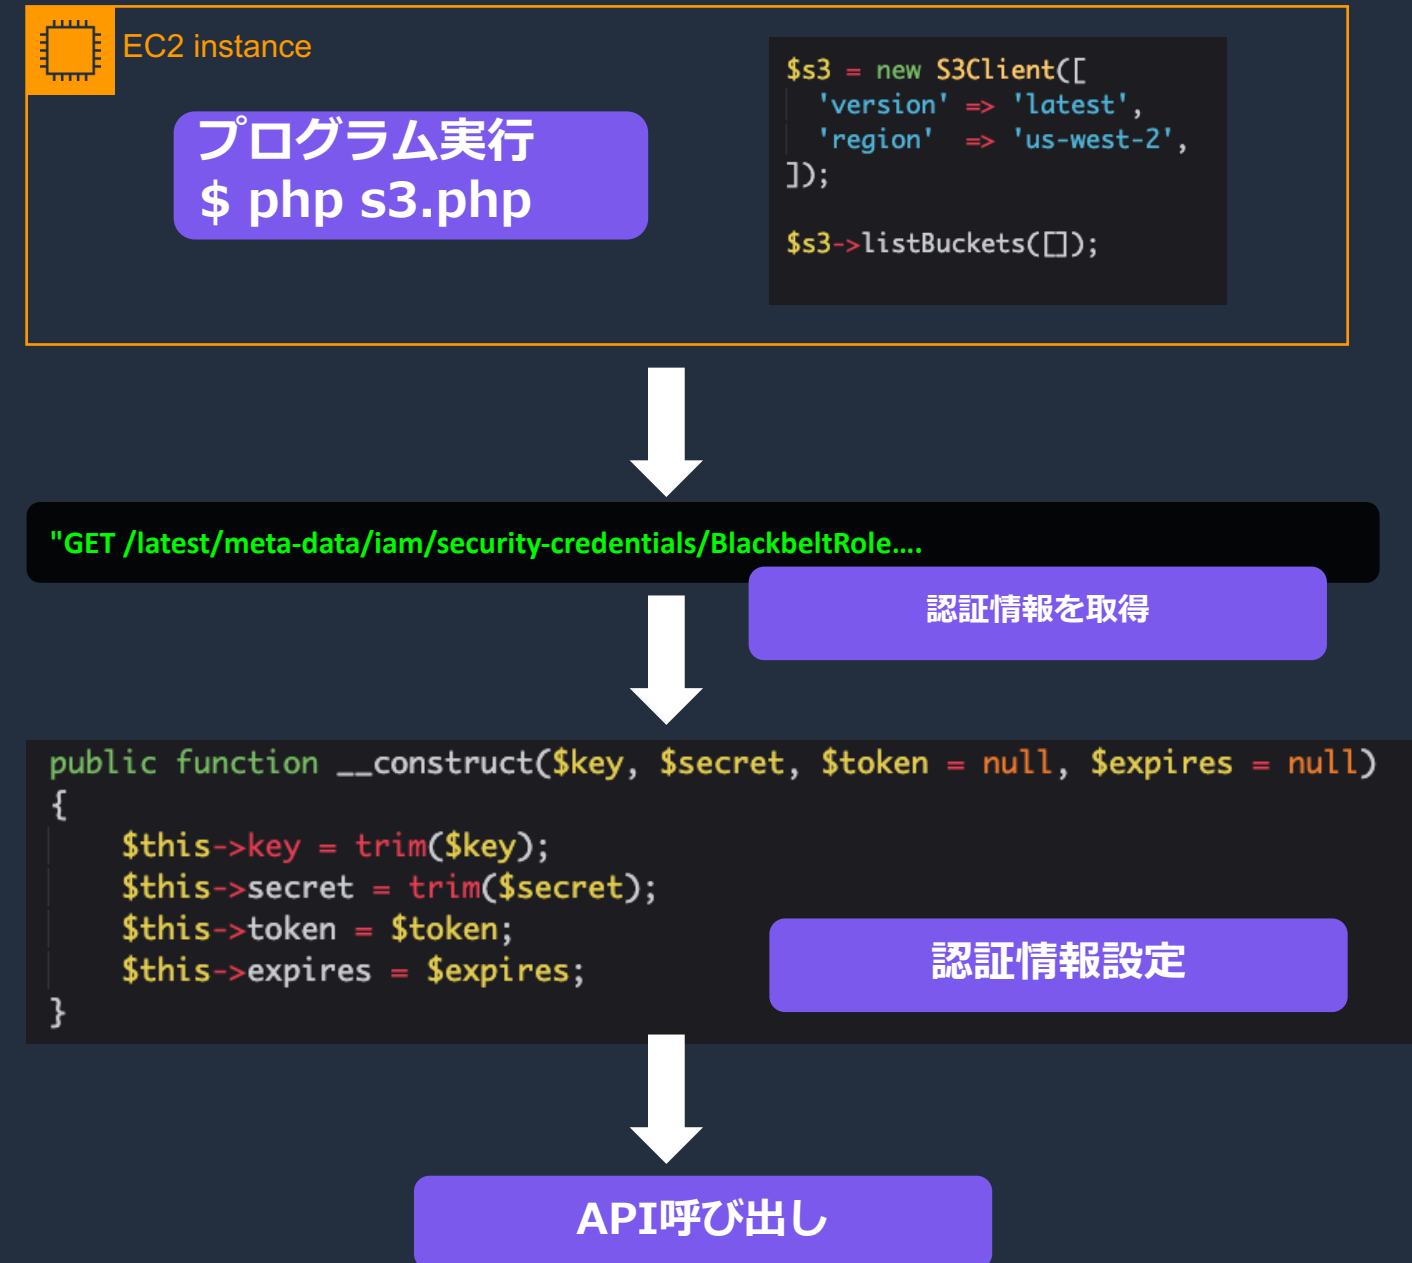 EC2 instance
プログラム実行
$ php s3.php
$s3 = new S3Client([
  'version' => 'latest',
  'region'  => 'us-west-2',
]);
$s3->listBuckets([]);
"GET /latest/meta-data/iam/security-credentials/BlackbeltRole....
認証情報を取得
public function __construct($key, $secret, $token = null, $expires = null)
{
    $this->key = trim($key);
    $this->secret = trim($secret);
    $this->token = $token;
    $this->expires = $expires;
}
認証情報設定
API呼び出し